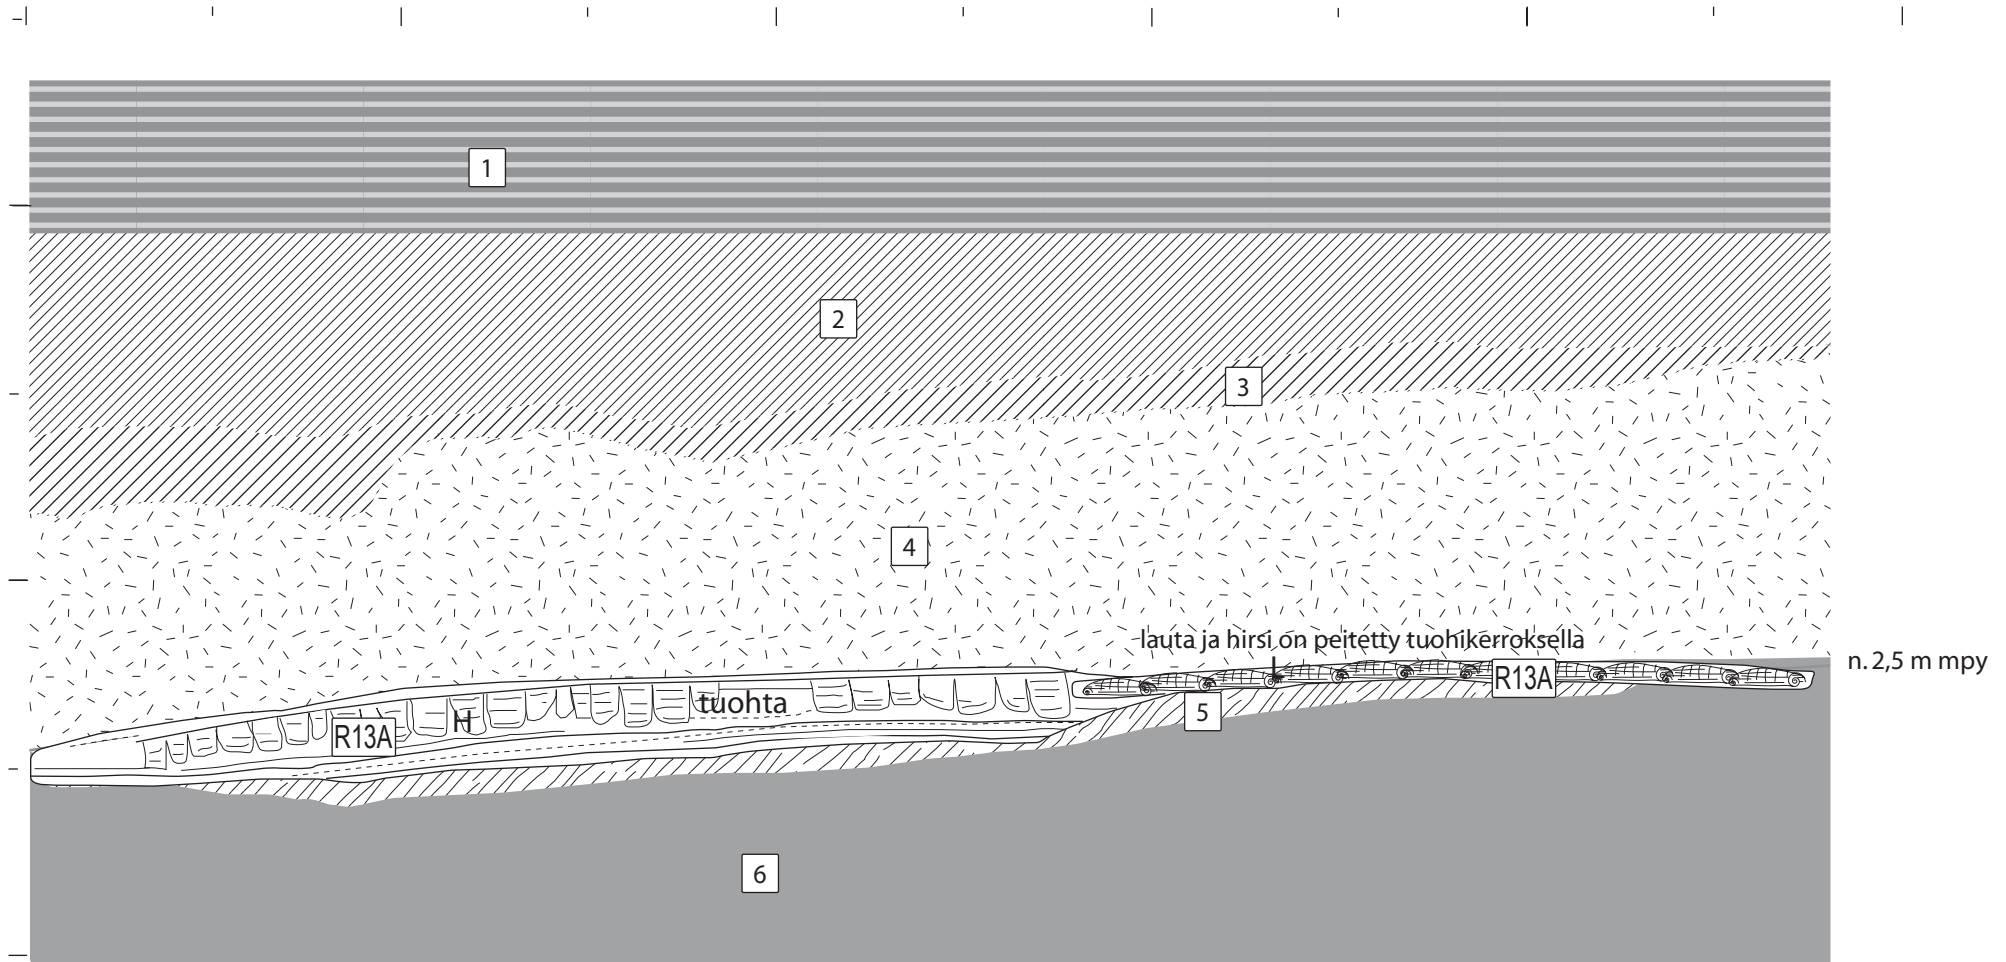 1
2
3
4
lauta ja hirsi on peitetty tuohikerroksella
n. 2,5 m mpy
R13A
tuohta
5
H
R13A
6